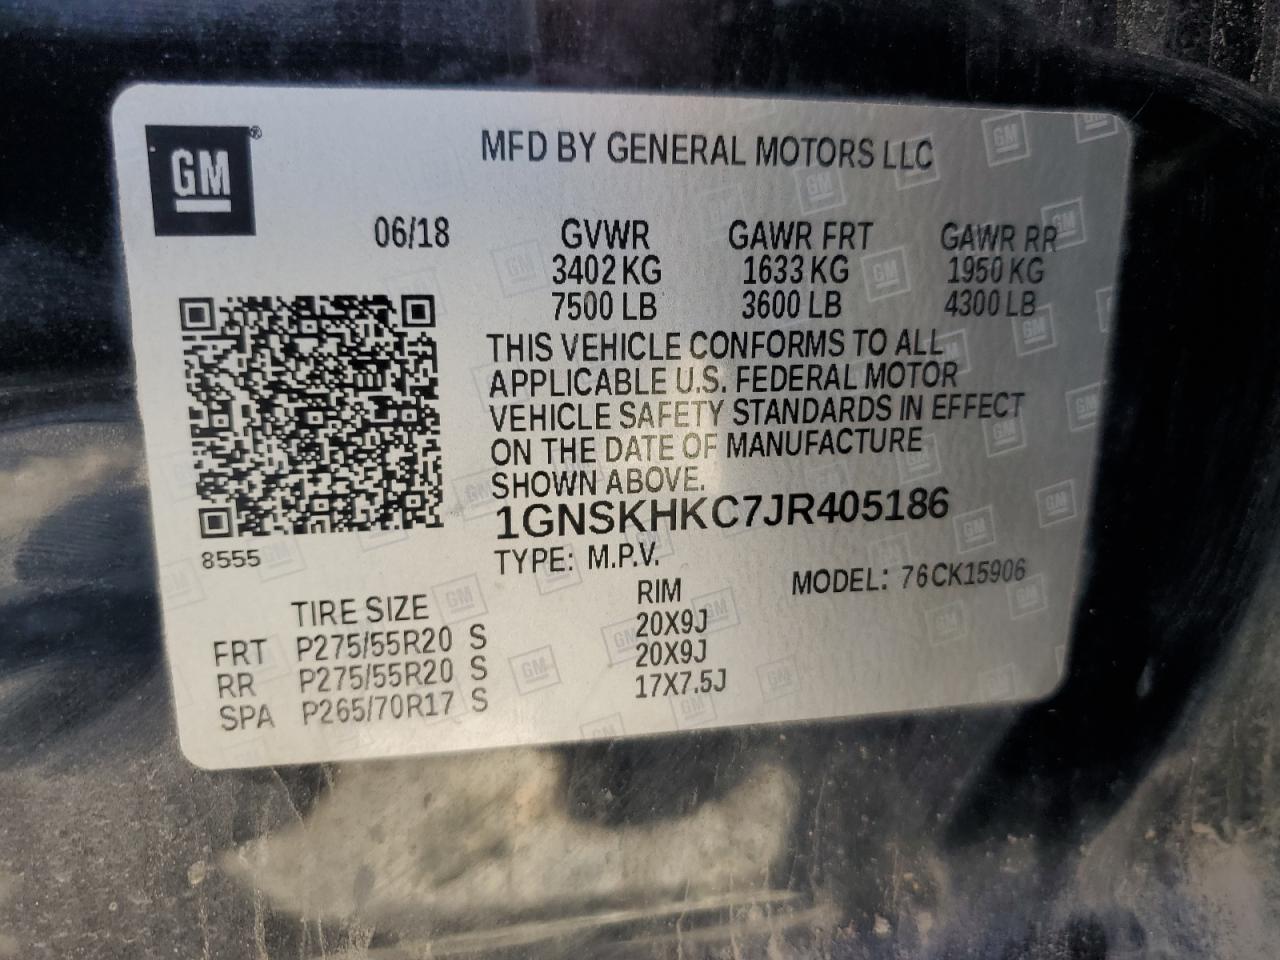 GM®
MFD BY GENERAL MOTORS LLC
06/18 GVWR GAWR FRT GAWR RR
3402 KG 1633 KG 1950 KG
7500 LB 3600 LB 4300 LB
THIS VEHICLE CONFORMS TO ALL
APPLICABLE U.S. FEDERAL MOTOR
VEHICLE SAFETY STANDARDS IN EFFECT
ON THE DATE OF MANUFACTURE
SHOWN ABOVE.
1GNSKHKC7JR405186
8555
TYPE: M.P.V. MODEL: 76CK15906
TIRE SIZE RIM
FRT P275/55R20 S 20X9J
RR P275/55R20 S 20X9J
SPA P265/70R17 S 17X7.5J